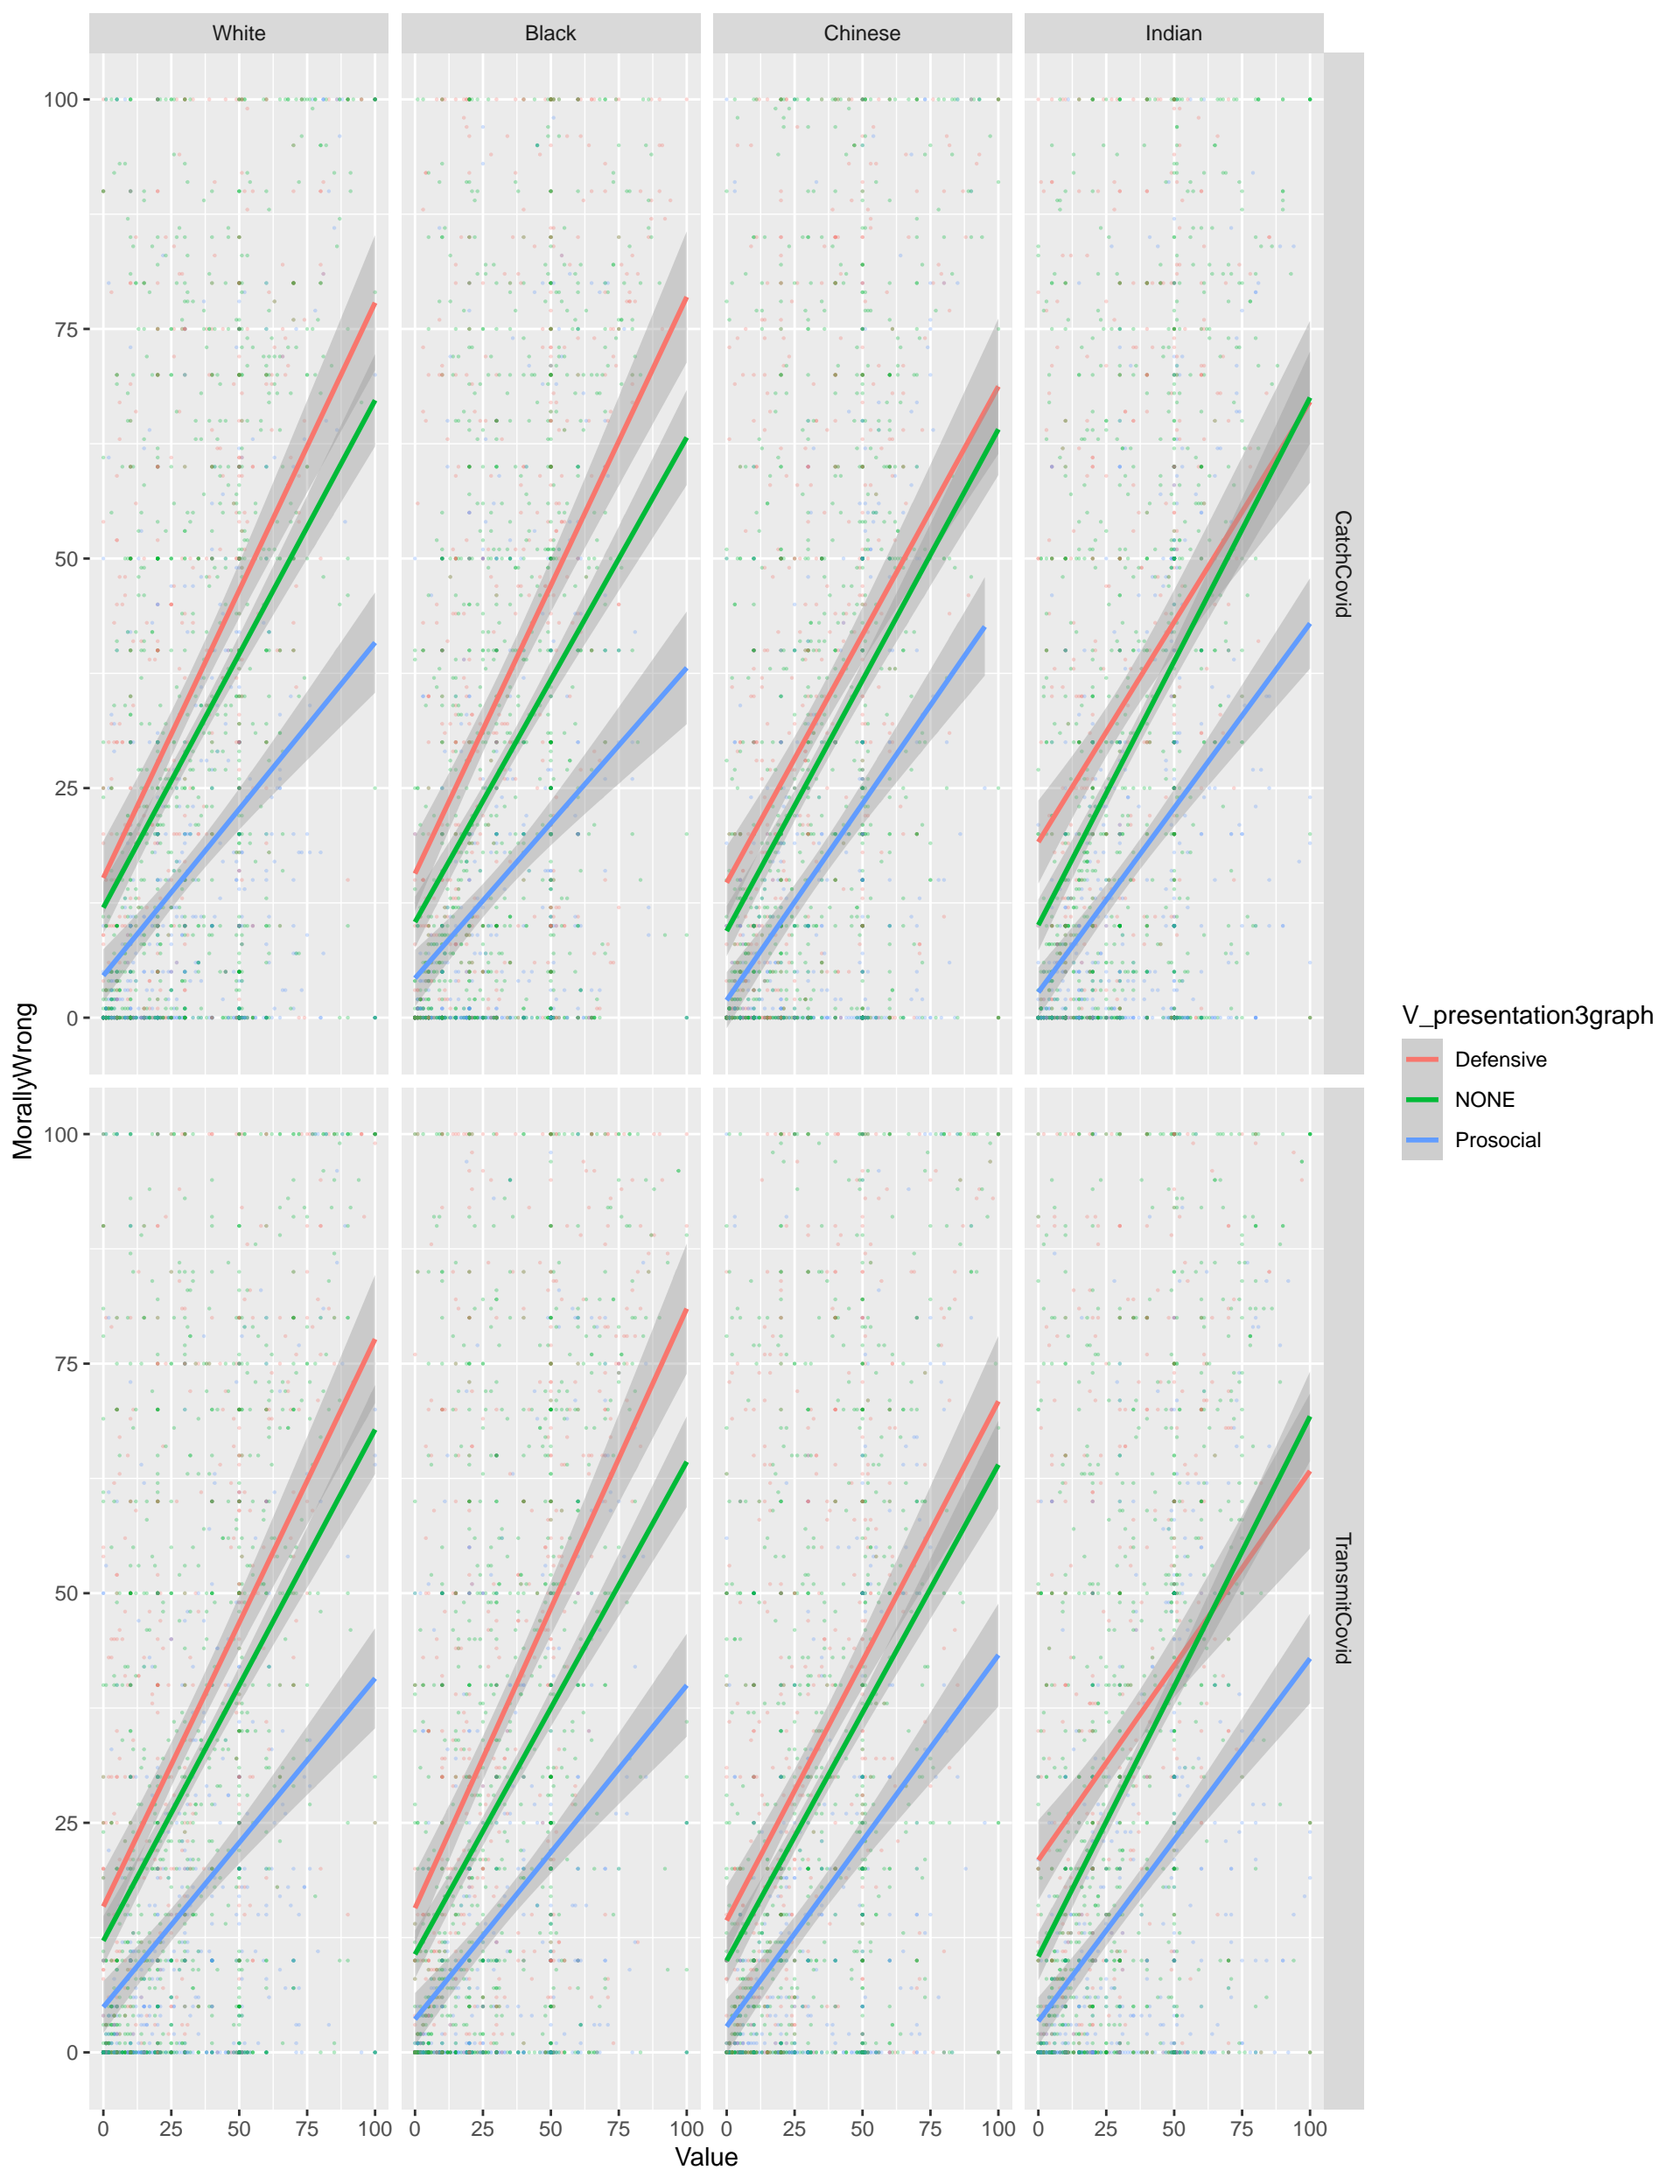 White Black Chinese Indian
100
75
50
25
0
CatchCovid
100
75
50
25
0
TransmitCovid
0 25 50 75 100 0 25 50 75 100 0 25 50 75 100 0 25 50 75 100
Value
MorallyWrong
V_presentation3graph
Defensive
NONE
Prosocial